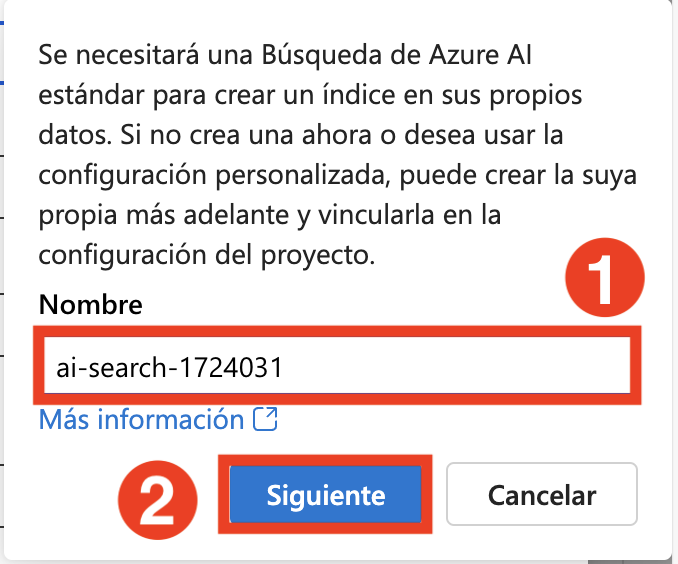 Se necesitará una Búsqueda de Azure AI
estándar para crear un índice en sus propios
datos. Si no crea una ahora o desea usar la
configuración personalizada, puede crear la suya
propia más adelante y vincularla en la
configuración del proyecto.
1
Nombre
ai-search-1724031
Más información
2
Siguiente
Cancelar